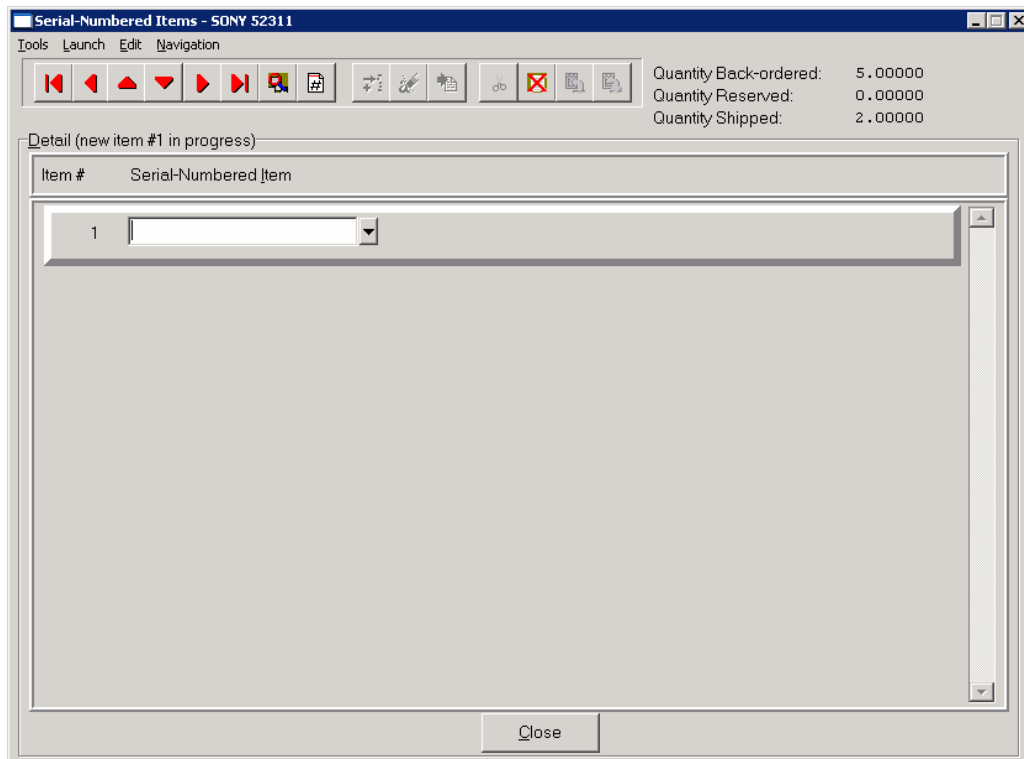 Serial-Numbered Items - SONY 52311
Tools Launch Edit Navigation
Quantity Back-ordered: 5.00000
Quantity Reserved: 0.00000
Quantity Shipped: 2.00000
Detail (new item #1 in progress)
Item # Serial-Numbered Item
1
Close